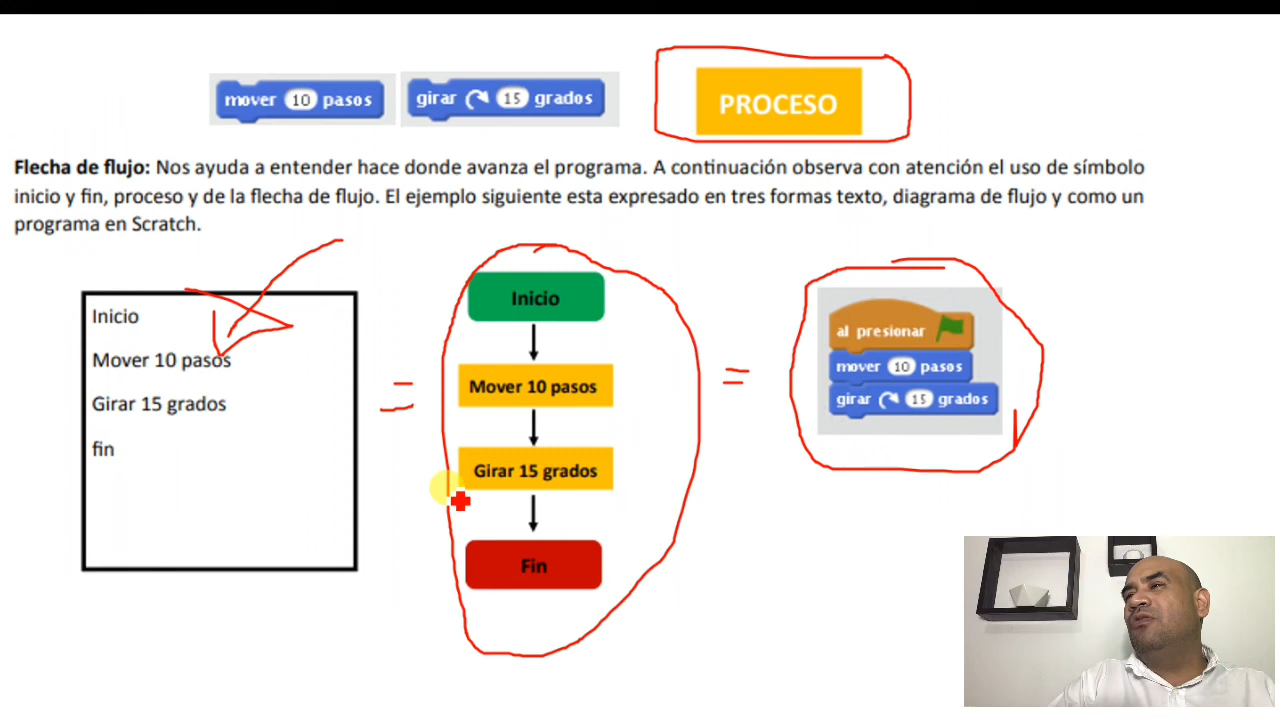 mover 10 pasos
girar 15 grados
PROCESO
Flecha de flujo: Nos ayuda a entender hace donde avanza el programa. A continuación observa con atención el uso de símbolo
inicio y fin, proceso y de la flecha de flujo. El ejemplo siguiente esta expresado en tres formas texto, diagrama de flujo y como un
programa en Scratch.
Inicio
Mover 10 pasos
Girar 15 grados
fin
=
Inicio
Mover 10 pasos
Girar 15 grados
Fin
=
al presionar
mover 10 pasos
girar 15 grados